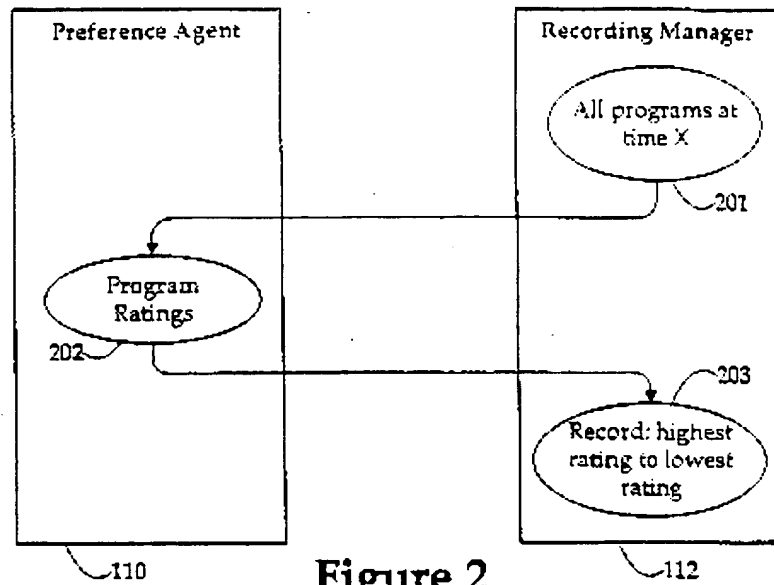 Preference Agent
Recording Manager
All programs at
time X
201
Program
Ratings
202
203
Record: highest
rating to lowest
rating
110
Figure 2
112